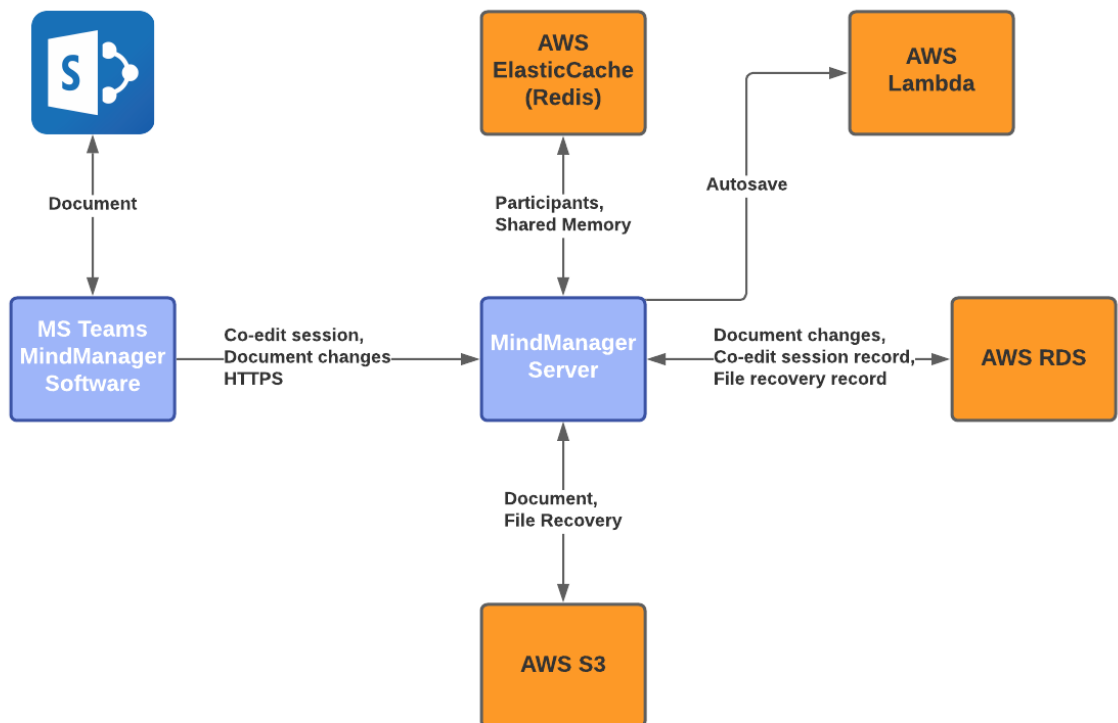 S
AWS
ElasticCache
(Redis)
AWS
Lambda
Document
Participants,
Shared Memory
Autosave
MS Teams
MindManager
Software
Co-edit session,
Document changes
HTTPS
MindManager
Server
Document changes,
Co-edit session record,
File recovery record
AWS RDS
Document,
File Recovery
AWS S3